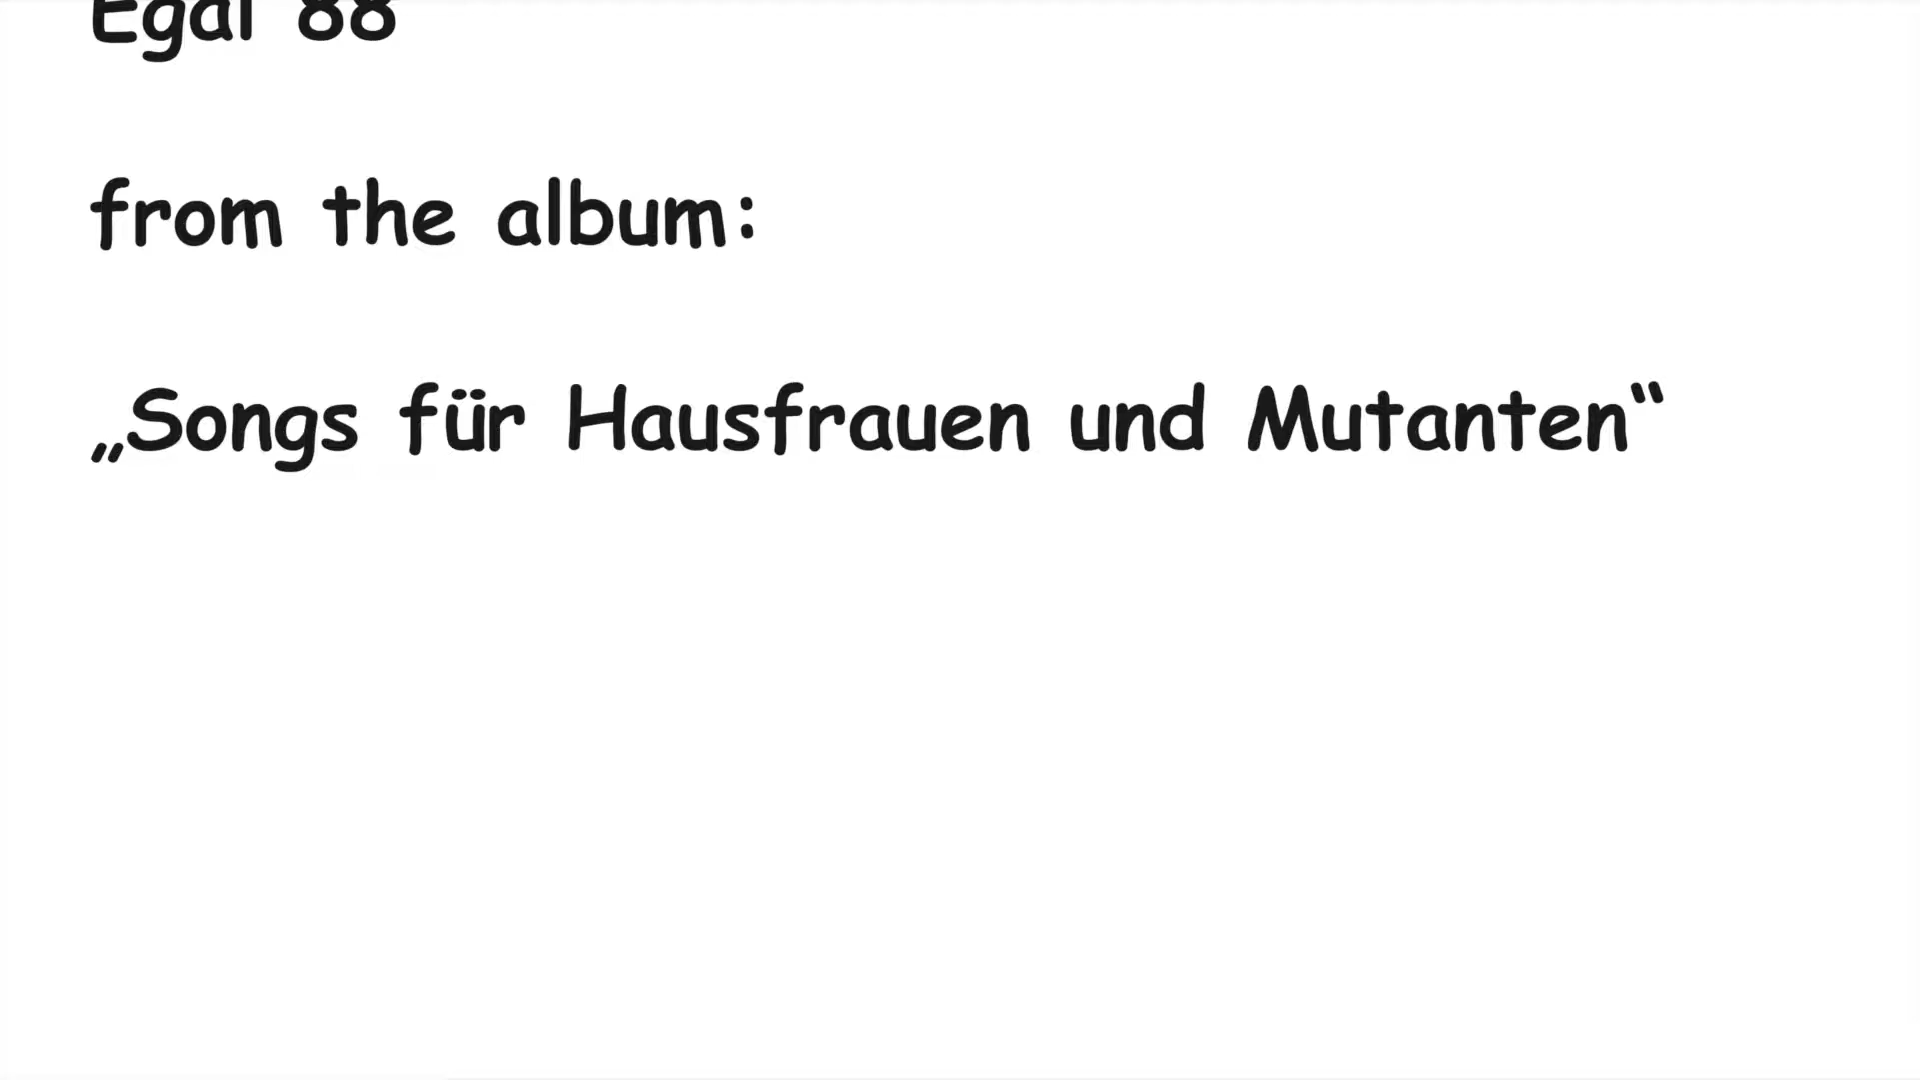 Egal 88
from the album:
„Songs für Hausfrauen und Mutanten“